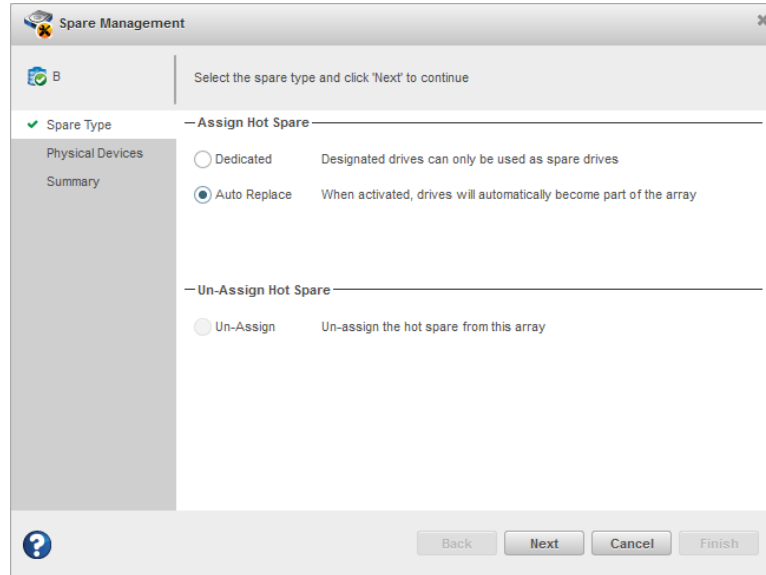 Spare Management
B
Select the spare type and click 'Next' to continue
Spare Type
Physical Devices
Summary
Assign Hot Spare
Dedicated Designated drives can only be used as spare drives
Auto Replace When activated, drives will automatically become part of the array
Un-Assign Hot Spare
Un-Assign Un-assign the hot spare from this array
? Back Next Cancel Finish